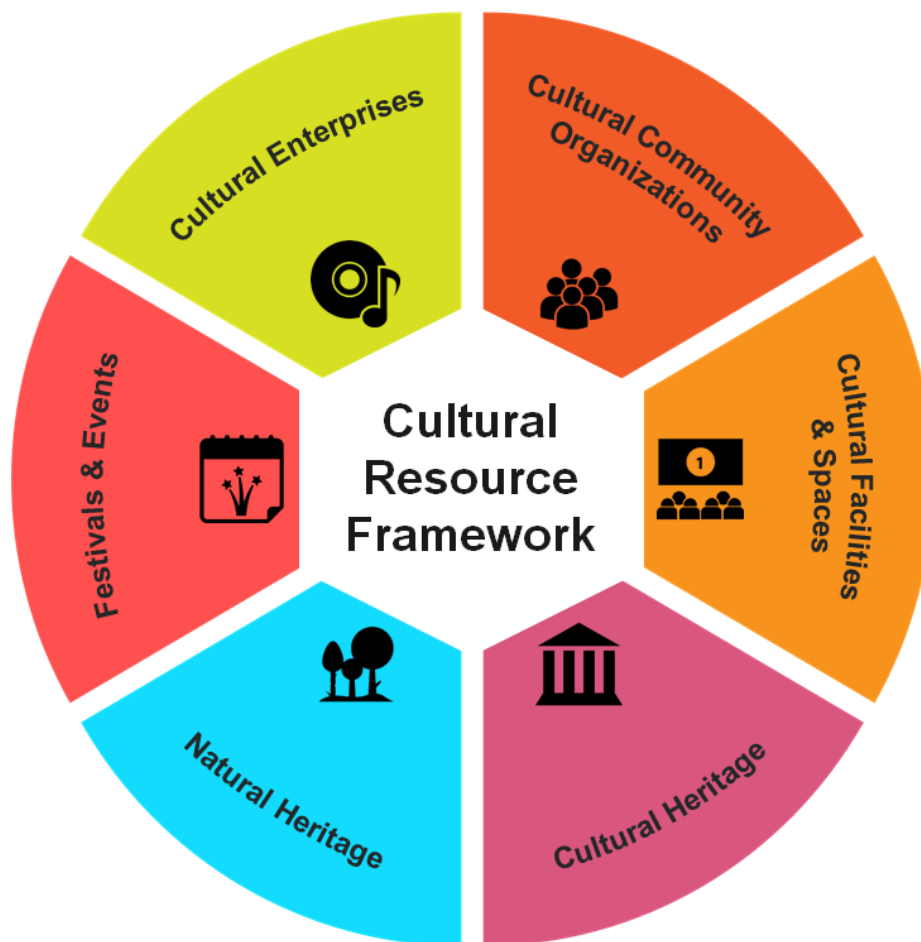 Cultural Enterprises
Cultural Community
Organizations
Festivals & Events
Cultural
Resource
Framework
1
Cultural Facilities
& Spaces
Natural Heritage
Cultural Heritage